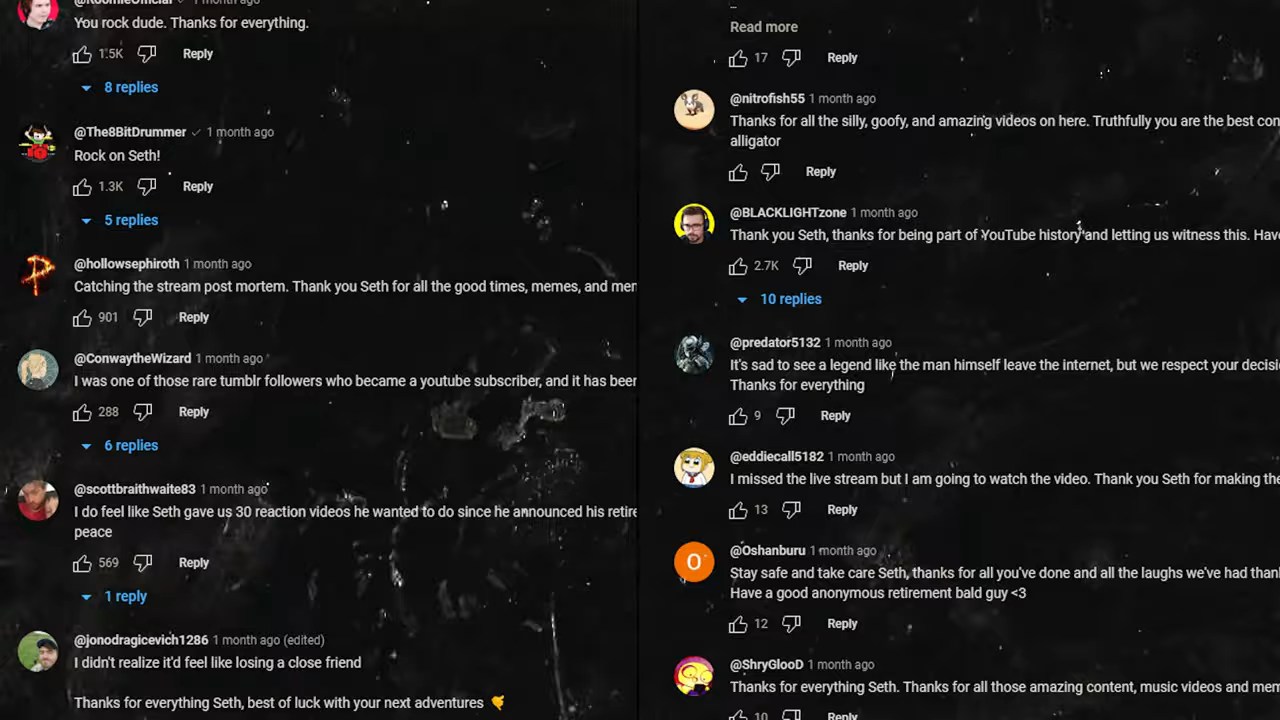 @RoomieOfficial 1 month ago
You rock dude. Thanks for everything.
1.5K Reply
8 replies
@The8BitDrummer 1 month ago
Rock on Seth!
1.3K Reply
5 replies
@hollowsephiroth 1 month ago
Catching the stream post mortem. Thank you Seth for all the good times, memes, and
901 Reply
@ConwaytheWizard 1 month ago
I was one of those rare tumblr followers who became a youtube subscriber, and it has been
288 Reply
6 replies
@scottbraithwaite83 1 month ago
I do feel like Seth gave us 30 reaction videos he wanted to do since he announced his
peace
569 Reply
1 reply
@jonodragicevich1286 1 month ago (edited)
I didn't realize it'd feel like losing a close friend
Thanks for everything Seth, best of luck with your next adventures
Read more
17 Reply
@nitrofish55 1 month ago
Thanks for all the silly, goofy, and amazing videos on here. Truthfully you are the best
alligator
Reply
@BLACKLIGHTzone 1 month ago
Thank you Seth, thanks for being part of YouTube history and letting us witness this.
2.7K Reply
10 replies
@predator5132 1 month ago
It's sad to see a legend like the man himself leave the internet, but we respect your
Thanks for everything
9 Reply
@eddiecall5182 1 month ago
I missed the live stream but I am going to watch the video. Thank you Seth for making the
13 Reply
@Oshanburu 1 month ago
Stay safe and take care Seth, thanks for all you've done and all the laughs we've had
Have a good anonymous retirement bald guy <3
12 Reply
@ShryGlooD 1 month ago
Thanks for everything Seth. Thanks for all those amazing content, music videos and
10 Reply